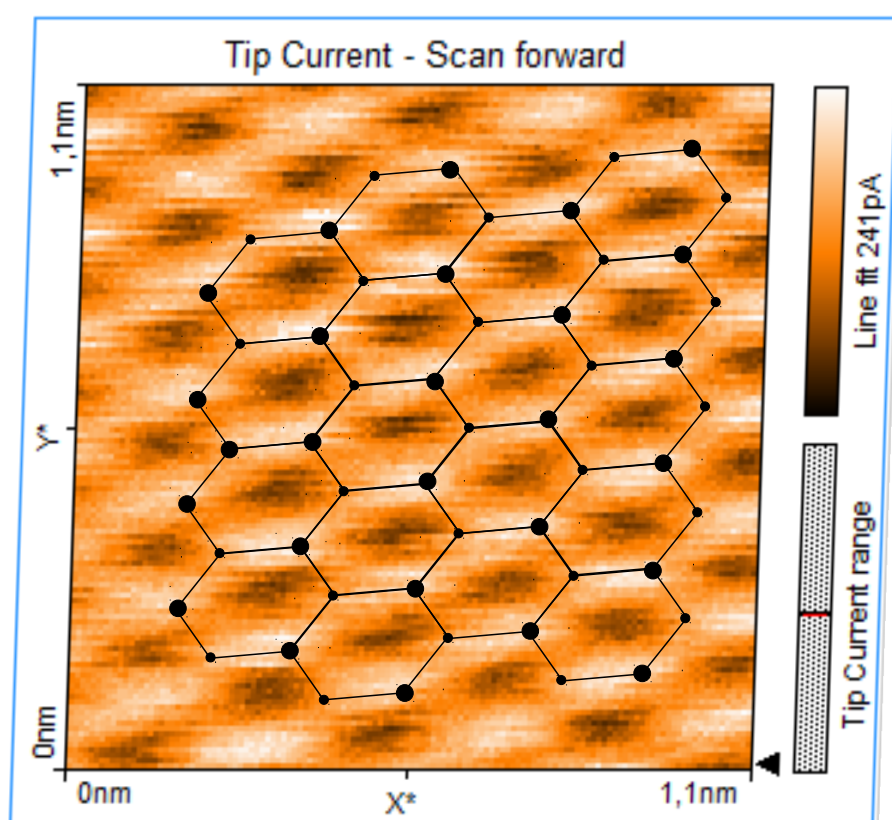 Tip Current - Scan forward
1,1nm
Y*
0nm
0nm
X*
1,1nm
Line fit 241pA
Tip Current range